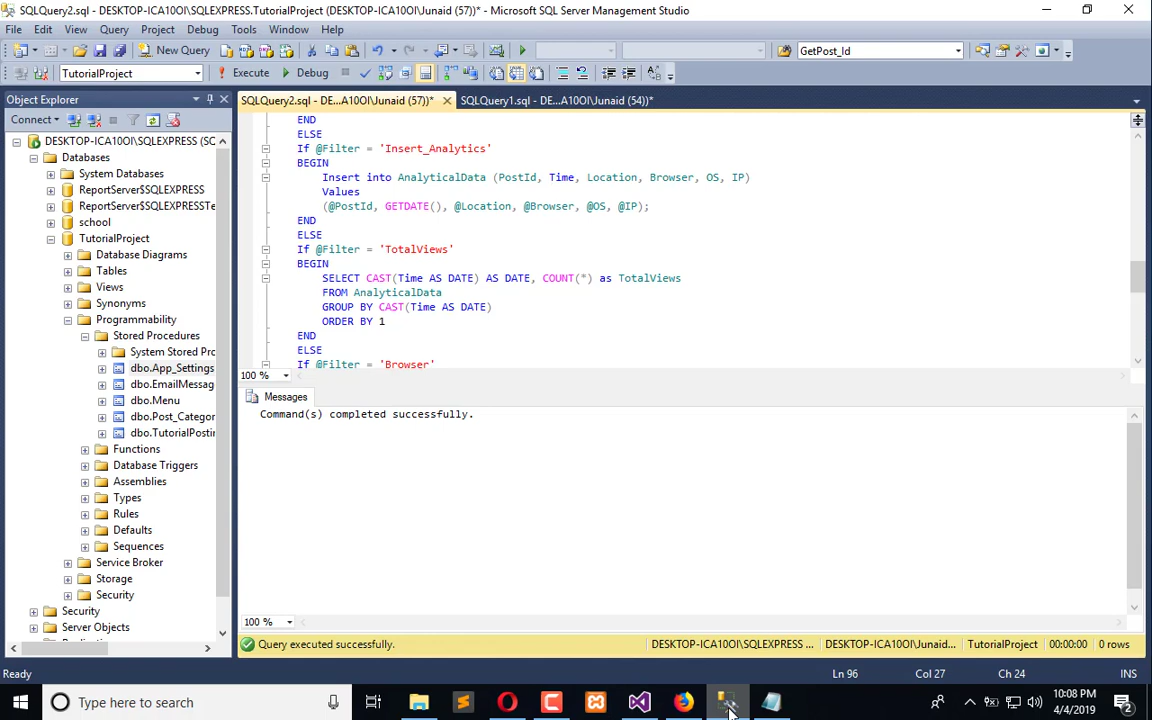 SQLQuery2.sql - DESKTOP-ICA10OI\SQLEXPRESS.TutorialProject (DESKTOP-ICA10OI\Junaid (57))* - Microsoft SQL Server Management Studio
File Edit View Query Project Debug Tools Window Help
New Query GetPost_Id
TutorialProject Execute Debug
Object Explorer
SQLQuery2.sql - DE...A10OI\Junaid (57))* SQLQuery1.sql - DE...A10OI\Junaid (54))*
Connect
DESKTOP-ICA10OI\SQLEXPRESS (SQ
Databases
System Databases
ReportServer$SQLEXPRESS
ReportServer$SQLEXPRESSTe
school
TutorialProject
Database Diagrams
Tables
Views
Synonyms
Programmability
Stored Procedures
System Stored Pro
dbo.App_Settings
dbo.EmailMessag
dbo.Menu
dbo.Post_Categor
dbo.TutorialPostin
Functions
Database Triggers
Assemblies
Types
Rules
Defaults
Sequences
Service Broker
Storage
Security
Security
Server Objects
END
ELSE
If @Filter = 'Insert_Analytics'
BEGIN
Insert into AnalyticalData (PostId, Time, Location, Browser, OS, IP)
Values
(@PostId, GETDATE(), @Location, @Browser, @OS, @IP);
END
ELSE
If @Filter = 'TotalViews'
BEGIN
SELECT CAST(Time AS DATE) AS DATE, COUNT(*) as TotalViews
FROM AnalyticalData
GROUP BY CAST(Time AS DATE)
ORDER BY 1
END
ELSE
If @Filter = 'Browser'
100 %
Messages
Command(s) completed successfully.
100 %
Query executed successfully. DESKTOP-ICA10OI\SQLEXPRESS ... DESKTOP-ICA10OI\Junaid... TutorialProject 00:00:00 0 rows
Ready Ln 96 Col 27 Ch 24 INS
Type here to search
10:08 PM
4/4/2019
2